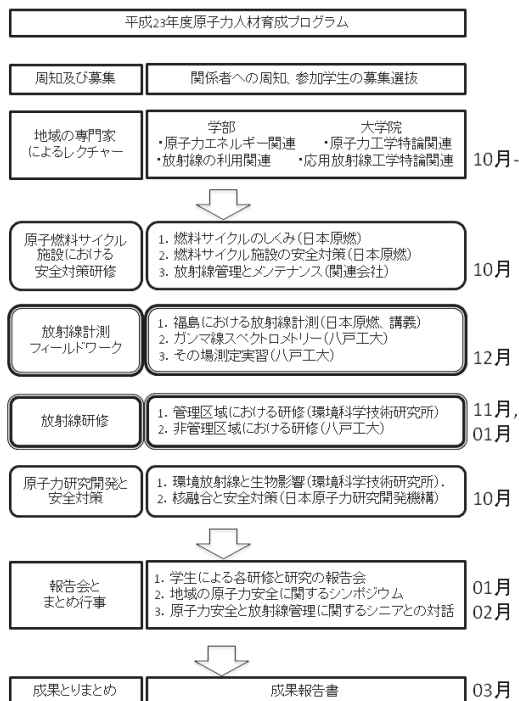 平成23年度原子力人材育成プログラム
周知及び募集
関係者への周知、参加学生の募集選抜
地域の専門家
によるレクチャー
学部
・原子力エネルギー関連
・放射線の利用関連
大学院
・原子力工学特論関連
・応用放射線工学特論関連
10月-
原子燃料サイクル
施設における
安全対策研修
1. 燃料サイクルのしくみ(日本原燃)
2. 燃料サイクル施設の安全対策(日本原燃)
3. 放射線管理とメンテナンス(関連会社)
10月
放射線計測
フィールドワーク
1. 福島における放射線計測(日本原燃、講義)
2. ガンマ線スペクトロメトリー(八戸工大)
3. その場測定実習(八戸工大)
12月
放射線研修
1. 管理区域における研修(環境科学技術研究所)
2. 非管理区域における研修(八戸工大)
11月,
01月
原子力研究開発と
安全対策
1. 環境放射線と生物影響(環境科学技術研究所).
2. 核融合と安全対策(日本原子力研究開発機構)
10月
報告会と
まとめ行事
1. 学生による各研修と研究の報告会
2. 地域の原子力安全に関するシンポジウム
3. 原子力安全と放射線管理に関するシニアとの対話
01月
02月
成果とりまとめ
成果報告書
03月